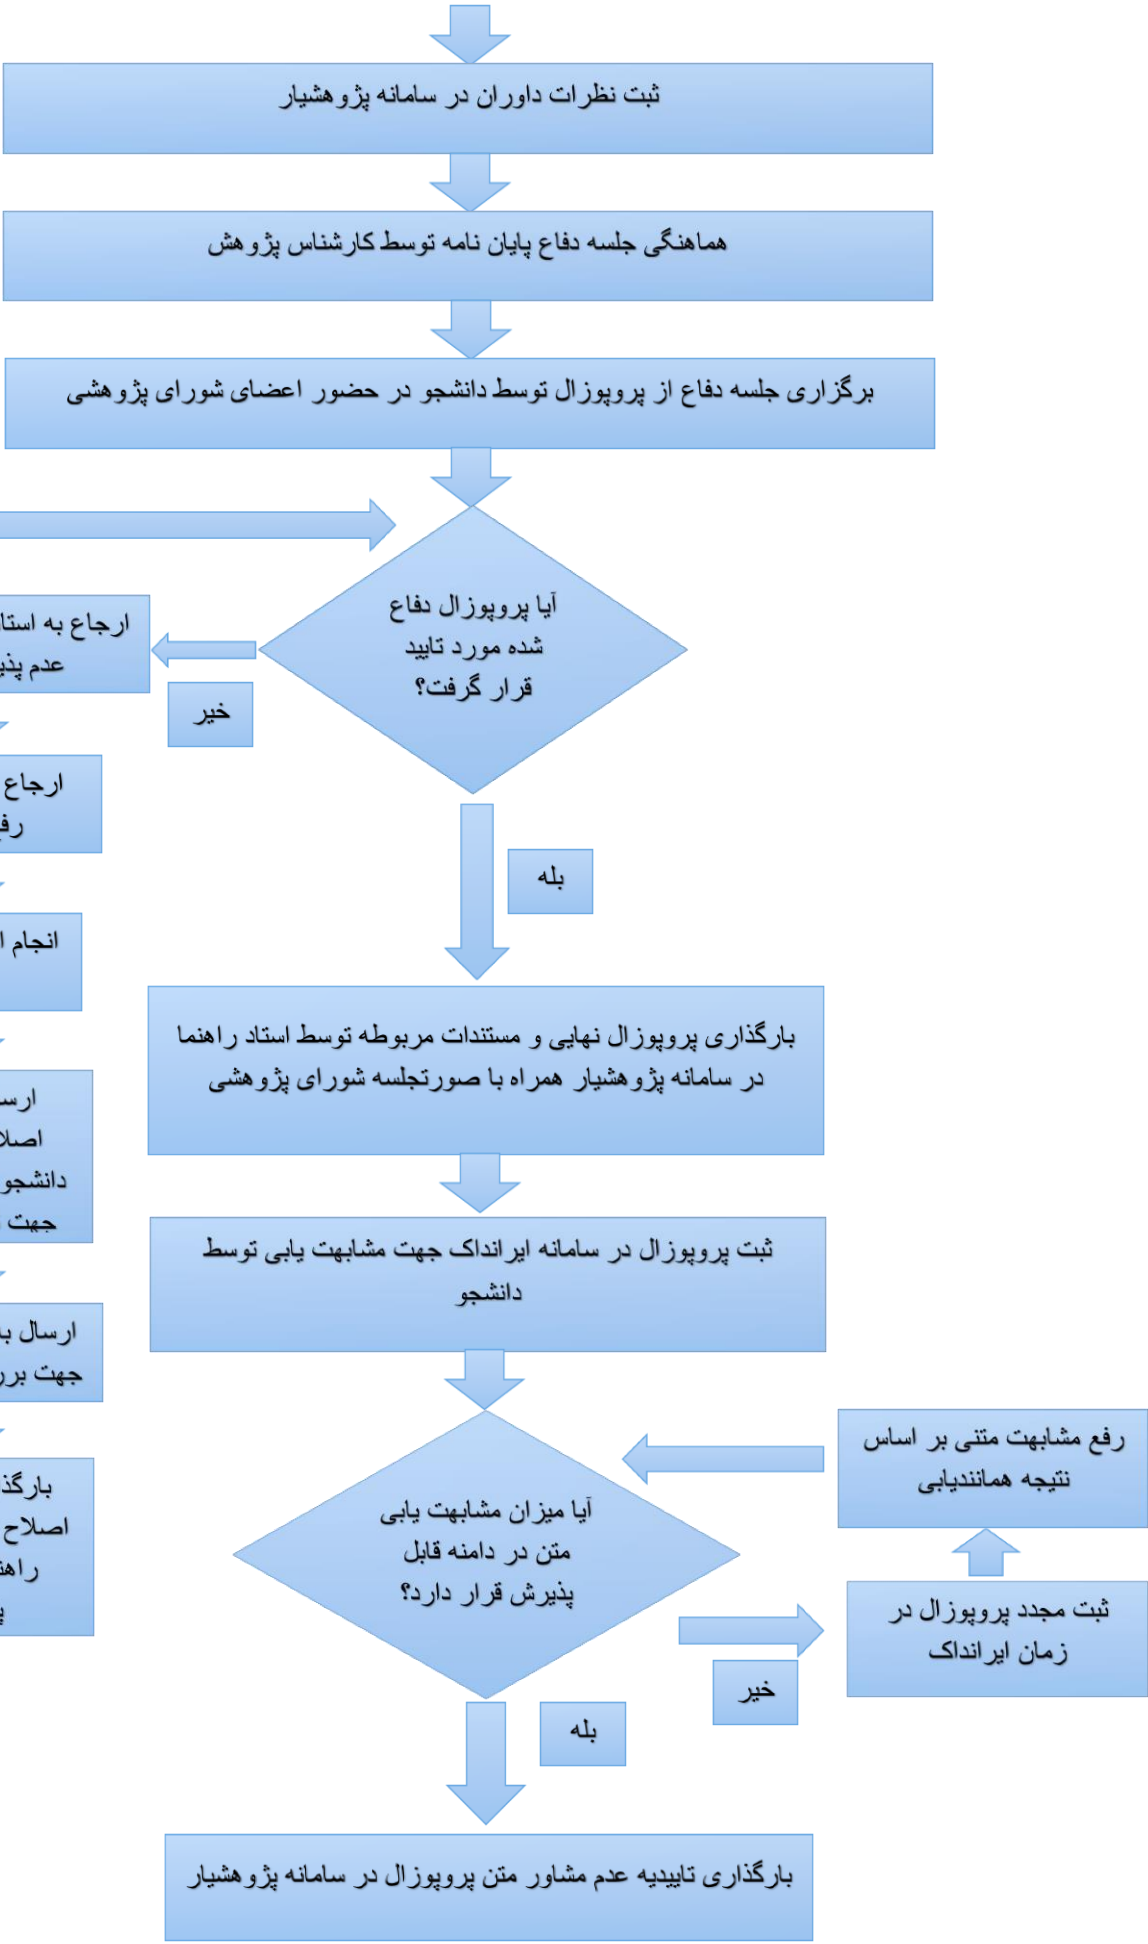 ثبت نظرات داوران در سامانه پژوهشیار
هماهنگی جلسه دفاع پایان نامه توسط کارشناس پژوهش
برگزاری جلسه دفاع از پروپوزال توسط دانشجو در حضور اعضای شورای پژوهشی
آیا پروپوزال دفاع
شده مورد تایید
قرار گرفت؟
خیر
ارجاع به
عدم
ارجاع
انجام
دانشجو
جهت
ارسال
جهت
اصلاح
بله
بارگذاری پروپوزال نهایی و مستندات مربوطه توسط استاد راهنما
در سامانه پژوهشیار همراه با صورتجلسه شورای پژوهشی
ثبت پروپوزال در سامانه ایرانداک جهت مشابهت یابی توسط
دانشجو
آیا میزان مشابهت یابی
متن در دامنه قابل
پذیرش قرار دارد؟
خیر
ثبت مجدد پروپوزال در
زمان ایرانداک
رفع مشابهت متنی بر اساس
نتیجه همانندیابی
بله
بارگذاری تاییدیه عدم مشاور متن پروپوزال در سامانه پژوهشیار